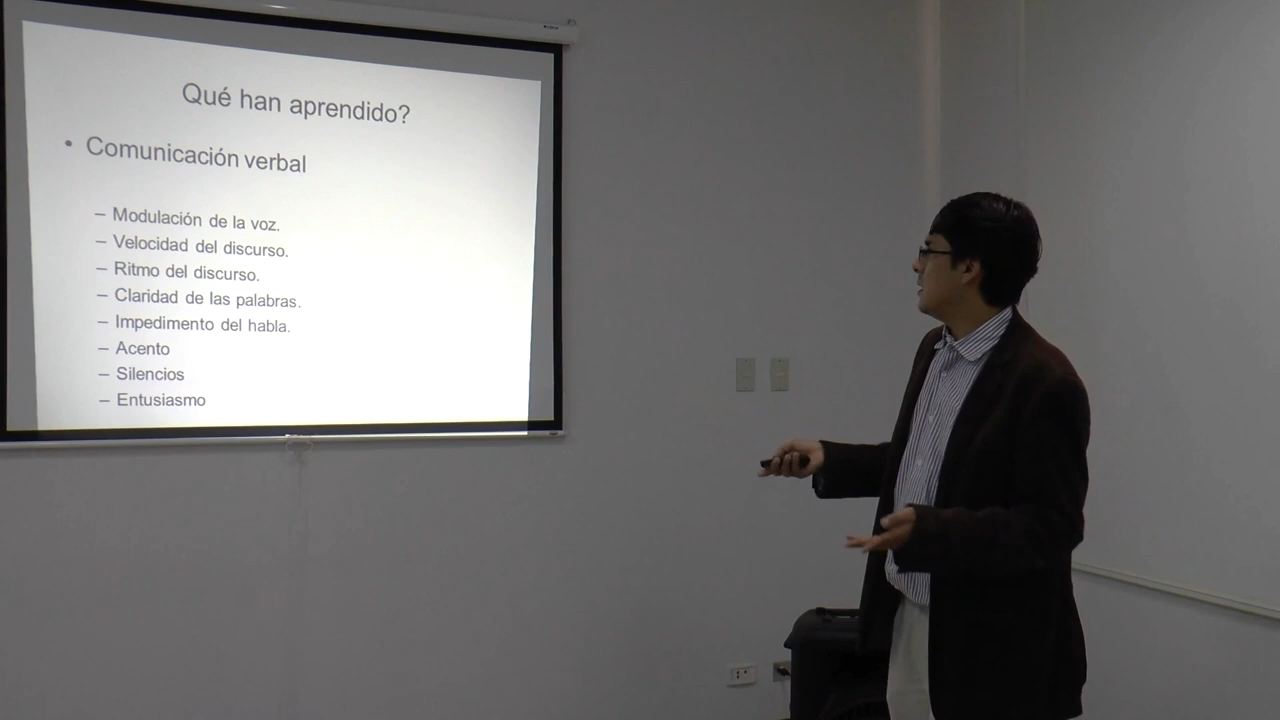 Qué han aprendido?
• Comunicación verbal
– Modulación de la voz.
– Velocidad del discurso.
– Ritmo del discurso.
– Claridad de las palabras.
– Impedimento del habla.
– Acento
– Silencios
– Entusiasmo